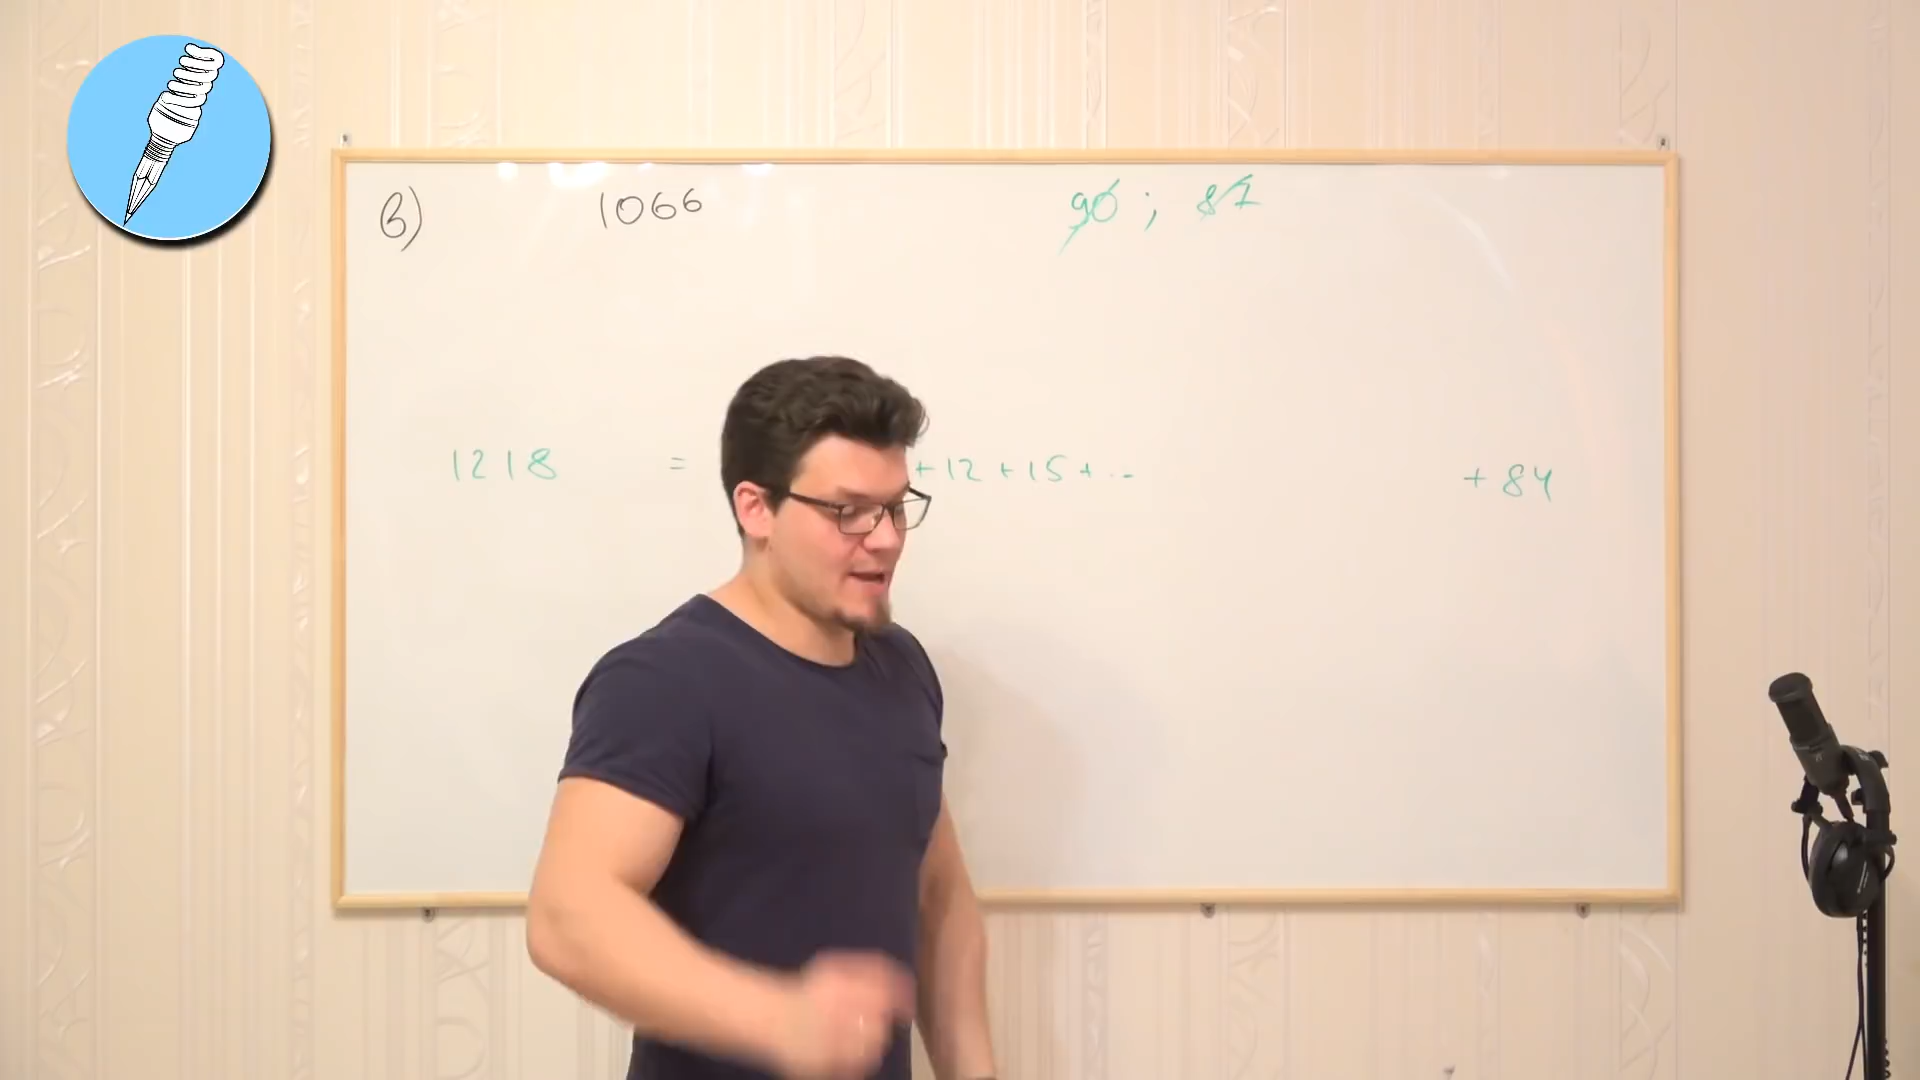 в) 1066 90 ; 87
1218 = +12 +15 + .. +84